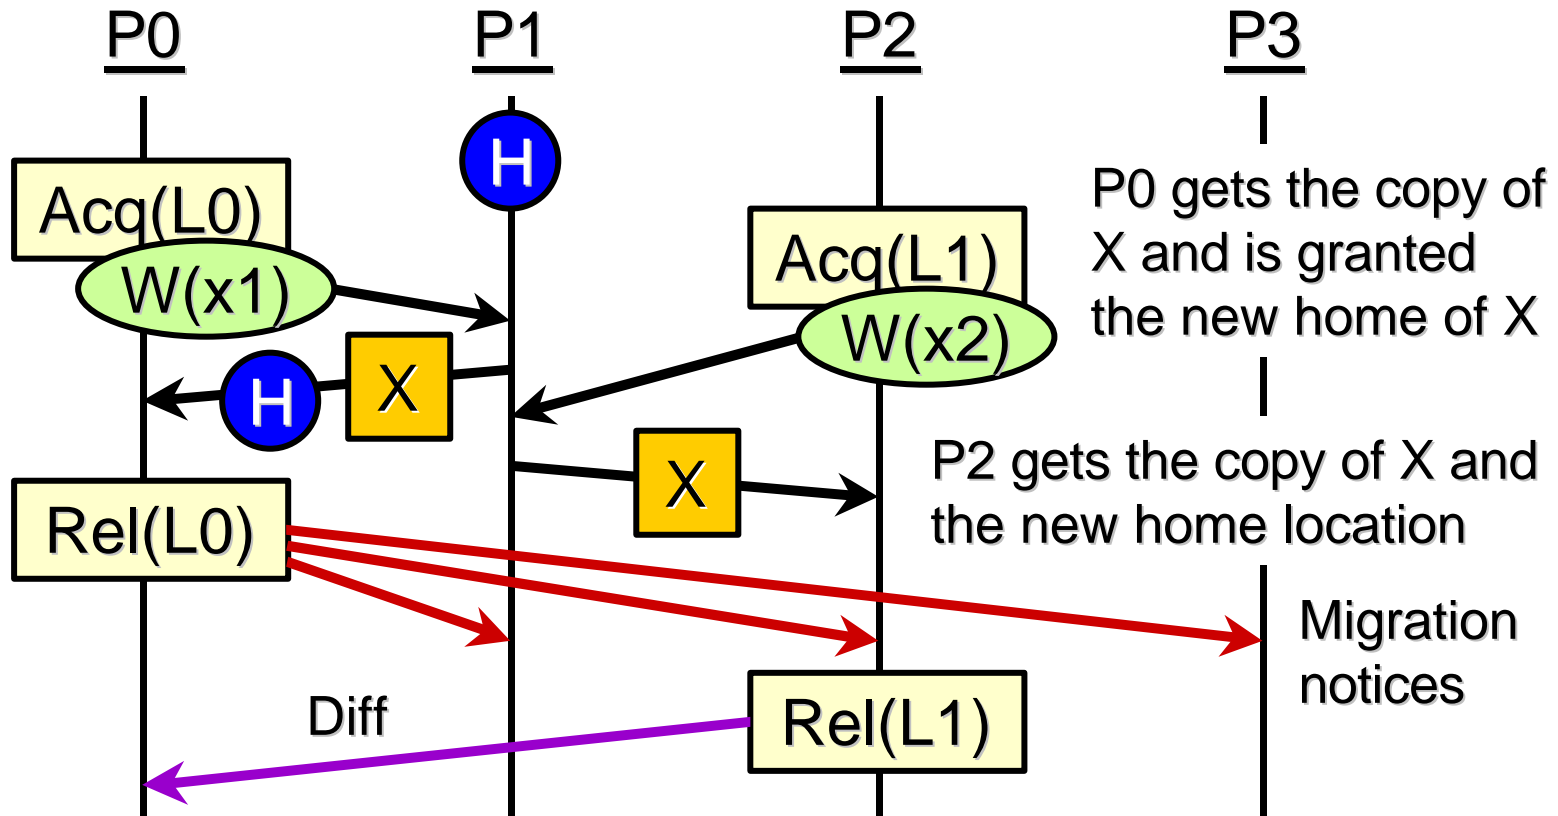 P0 P1 P2 P3
H
Acq(L0)
W(x1)
Acq(L1)
W(x2)
P0 gets the copy of
X and is granted
the new home of X
H X
X
P2 gets the copy of X and
the new home location
Rel(L0)
Migration
notices
Diff
Rel(L1)